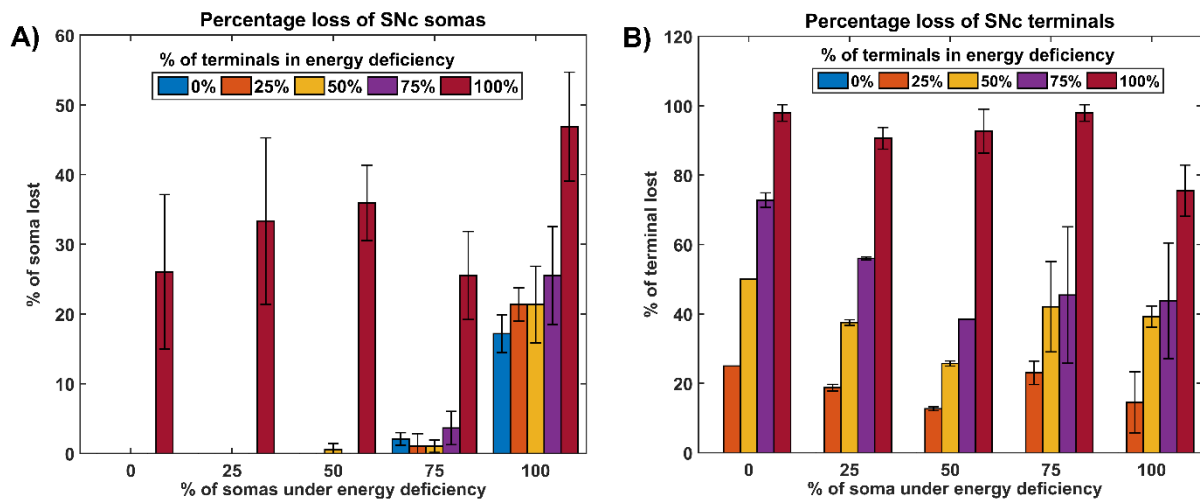 A)
Percentage loss of SNc somas
% of terminals in energy deficiency
0% 25% 50% 75% 100%
60
50
40
30
20
10
0
% of soma lost
0 25 50 75 100
% of somas under energy deficiency
B)
Percentage loss of SNc terminals
% of terminals in energy deficiency
0% 25% 50% 75% 100%
120
100
80
60
40
20
0
% of terminal lost
0 25 50 75 100
% of soma under energy deficiency